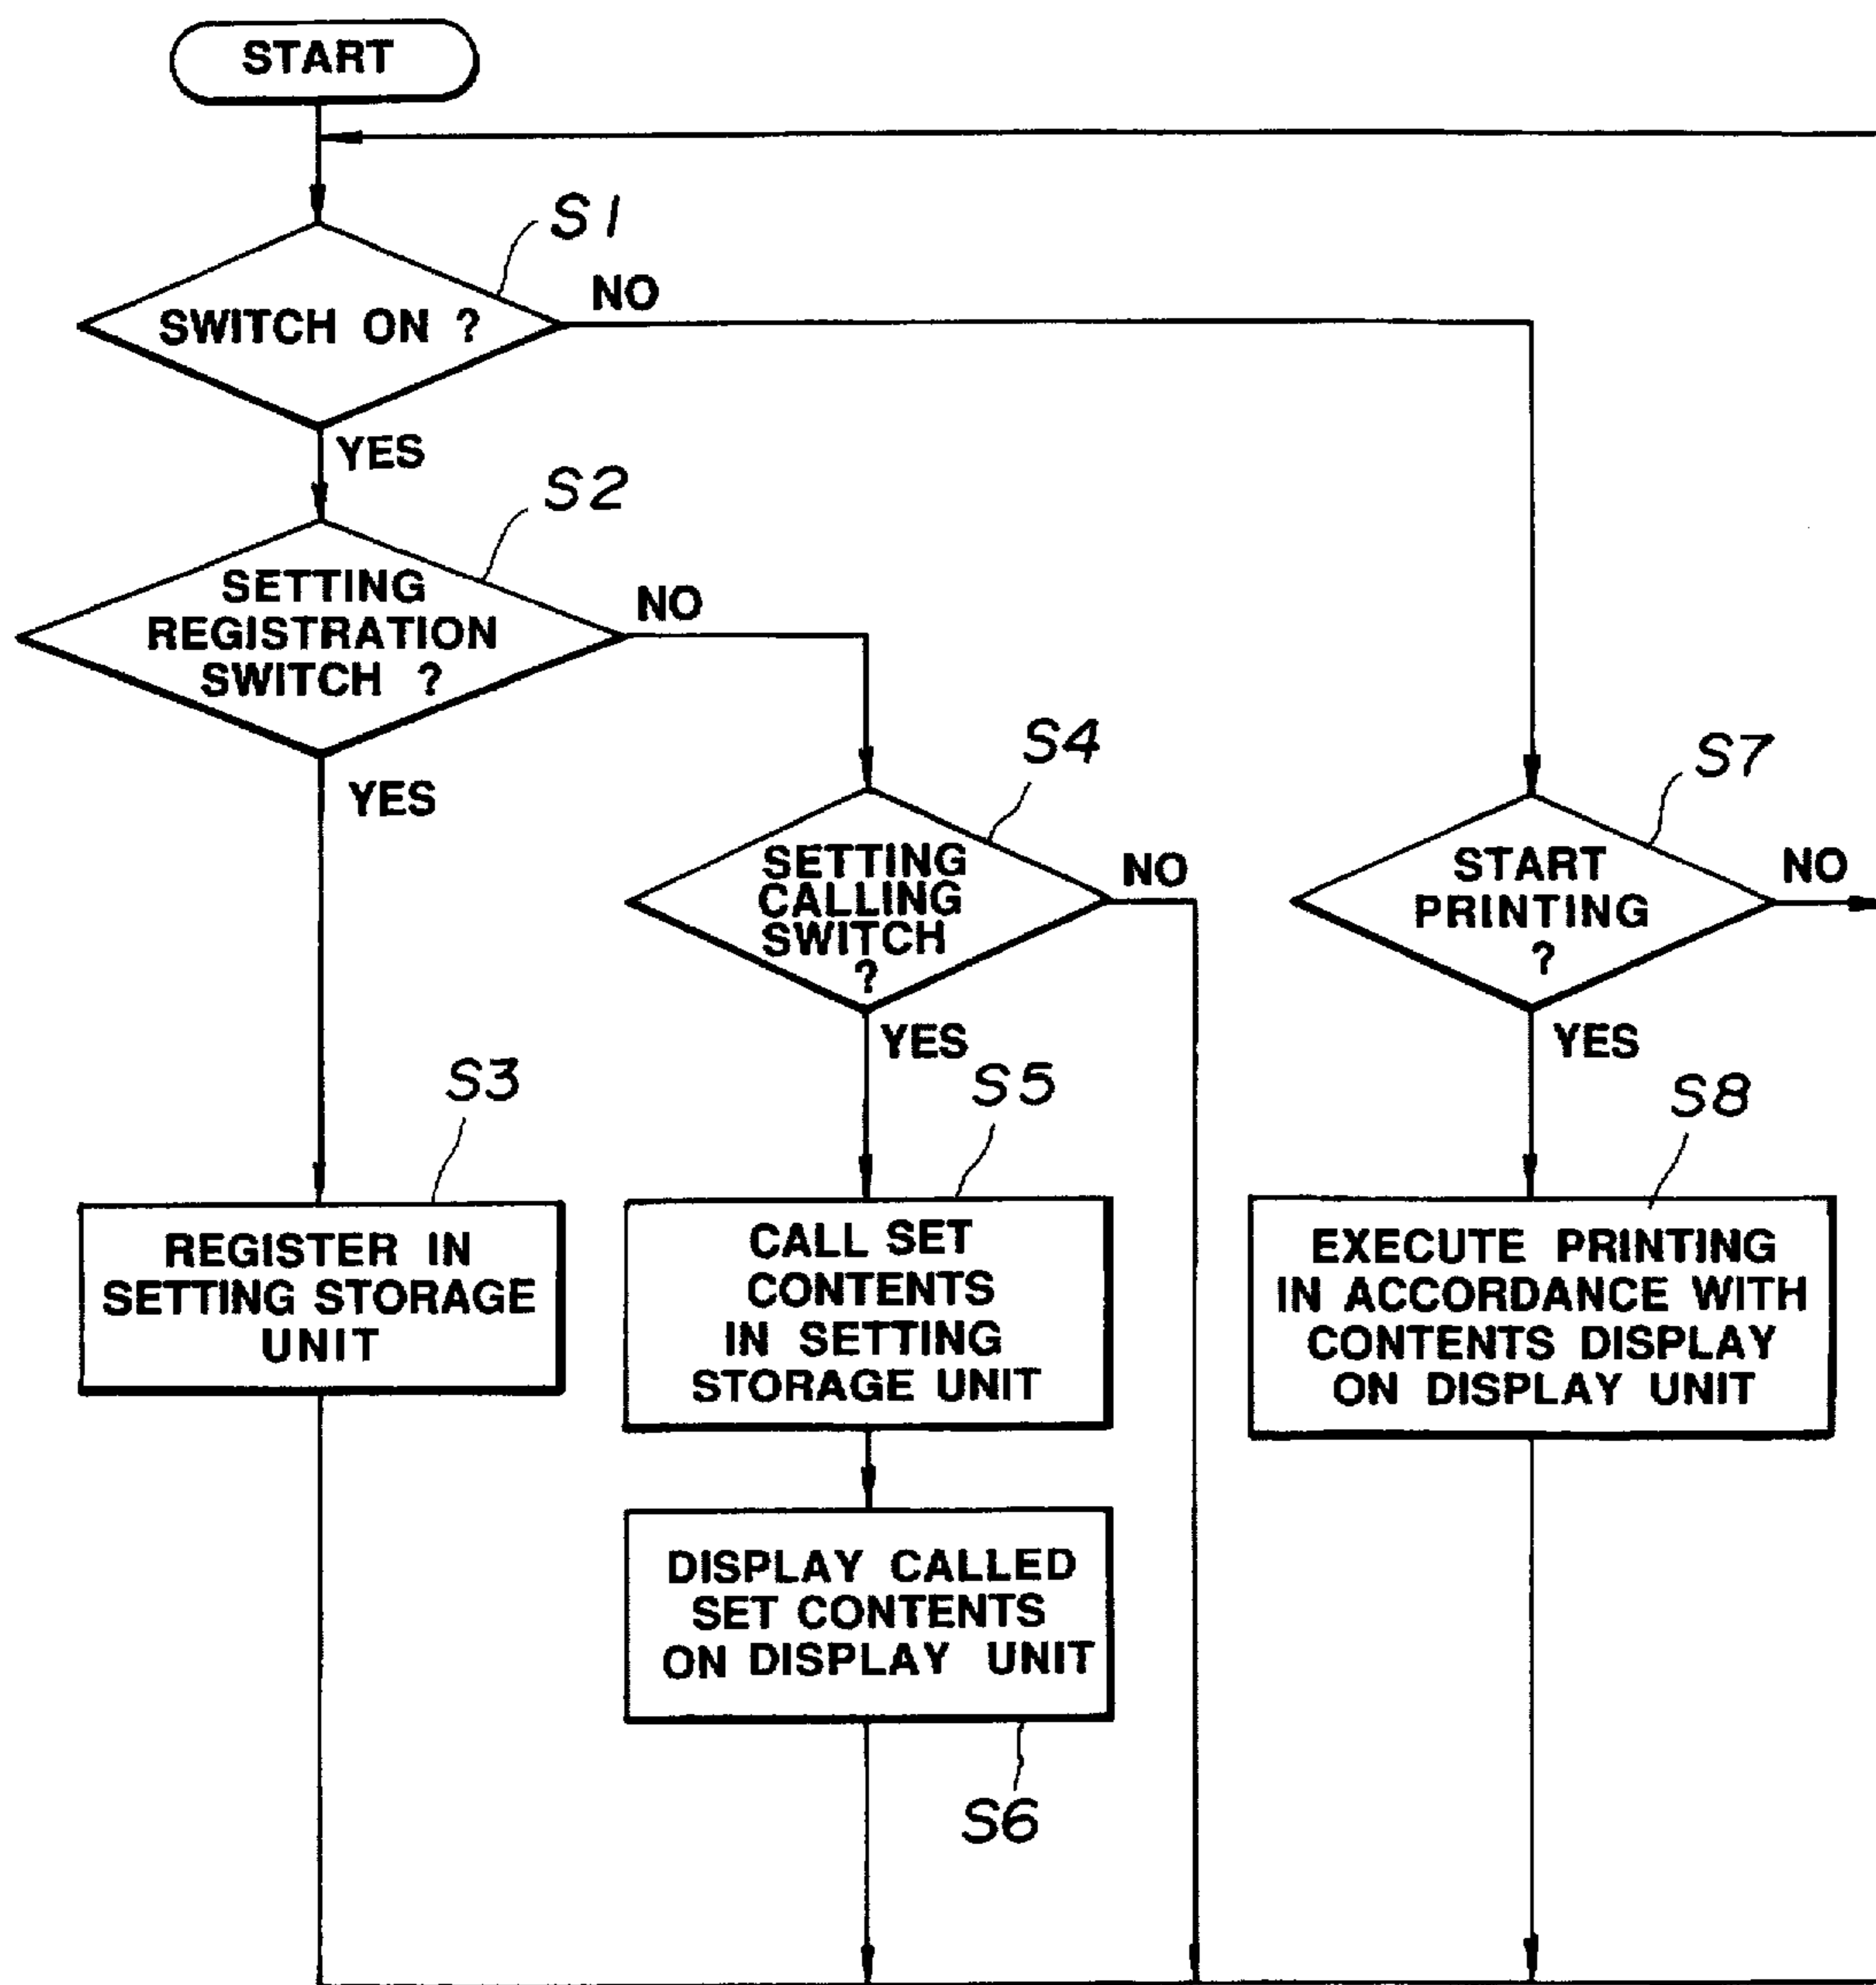 START
S1
SWITCH ON ?
NO
YES
S2
SETTING
REGISTRATION
SWITCH ?
NO
YES
S4
SETTING
CALLING
SWITCH
?
NO
YES
S7
START
PRINTING
?
NO
YES
S3
REGISTER IN
SETTING STORAGE
UNIT
S5
CALL SET
CONTENTS
IN SETTING
STORAGE UNIT
S8
EXECUTE PRINTING
IN ACCORDANCE WITH
CONTENTS DISPLAY
ON DISPLAY UNIT
DISPLAY CALLED
SET CONTENTS
ON DISPLAY UNIT
S6